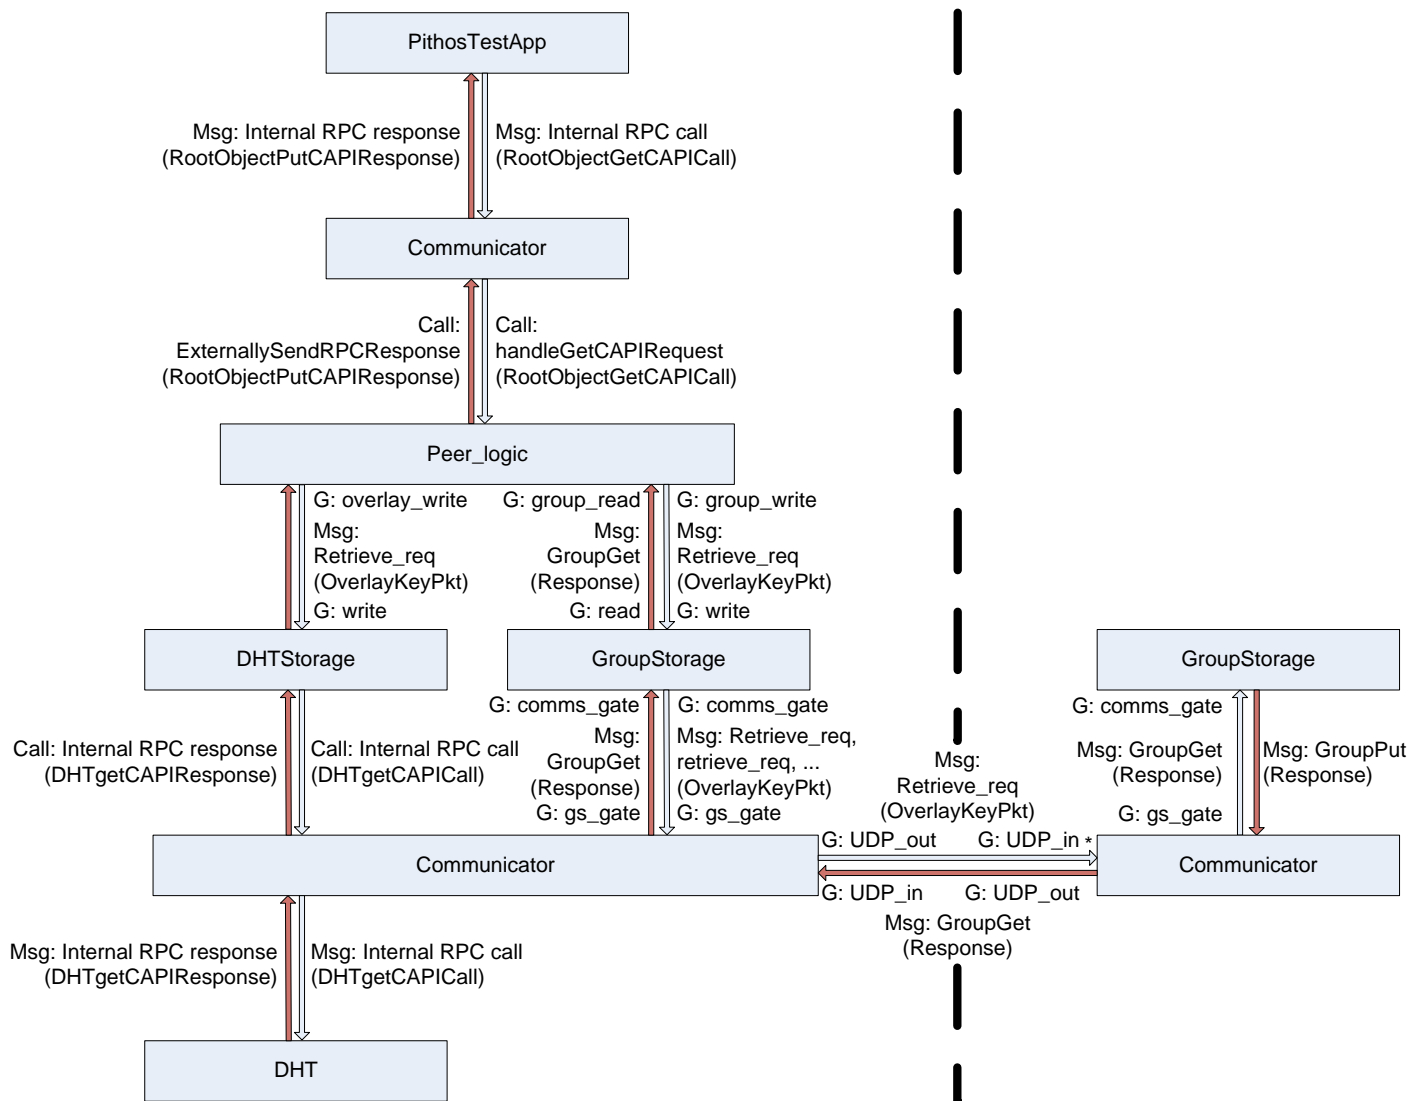 PithosTestApp
Msg: Internal RPC response
(RootObjectPutCAPIResponse)
Msg: Internal RPC call
(RootObjectGetCAPICall)
Communicator
Call:
ExternallySendRPCResponse
(RootObjectPutCAPIResponse)
Call:
handleGetCAPIRequest
(RootObjectGetCAPICall)
Peer_logic
G: overlay_write
Msg:
Retrieve_req
(OverlayKeyPkt)
G: write
G: group_read
Msg:
GroupGet
(Response)
G: read
G: group_write
Msg:
Retrieve_req
(OverlayKeyPkt)
G: write
DHTStorage
GroupStorage
GroupStorage
Call: Internal RPC response
(DHTgetCAPIResponse)
Call: Internal RPC call
(DHTgetCAPICall)
G: comms_gate
Msg:
GroupGet
(Response)
G: gs_gate
G: comms_gate
Msg: Retrieve_req,
retrieve_req, ...
(OverlayKeyPkt)
G: gs_gate
Msg:
Retrieve_req
(OverlayKeyPkt)
G: comms_gate
Msg: GroupGet
(Response)
G: gs_gate
Msg: GroupPut
(Response)
Communicator
G: UDP_out
G: UDP_in *
G: UDP_in
G: UDP_out
Msg: GroupGet
(Response)
Communicator
Msg: Internal RPC response
(DHTgetCAPIResponse)
Msg: Internal RPC call
(DHTgetCAPICall)
DHT